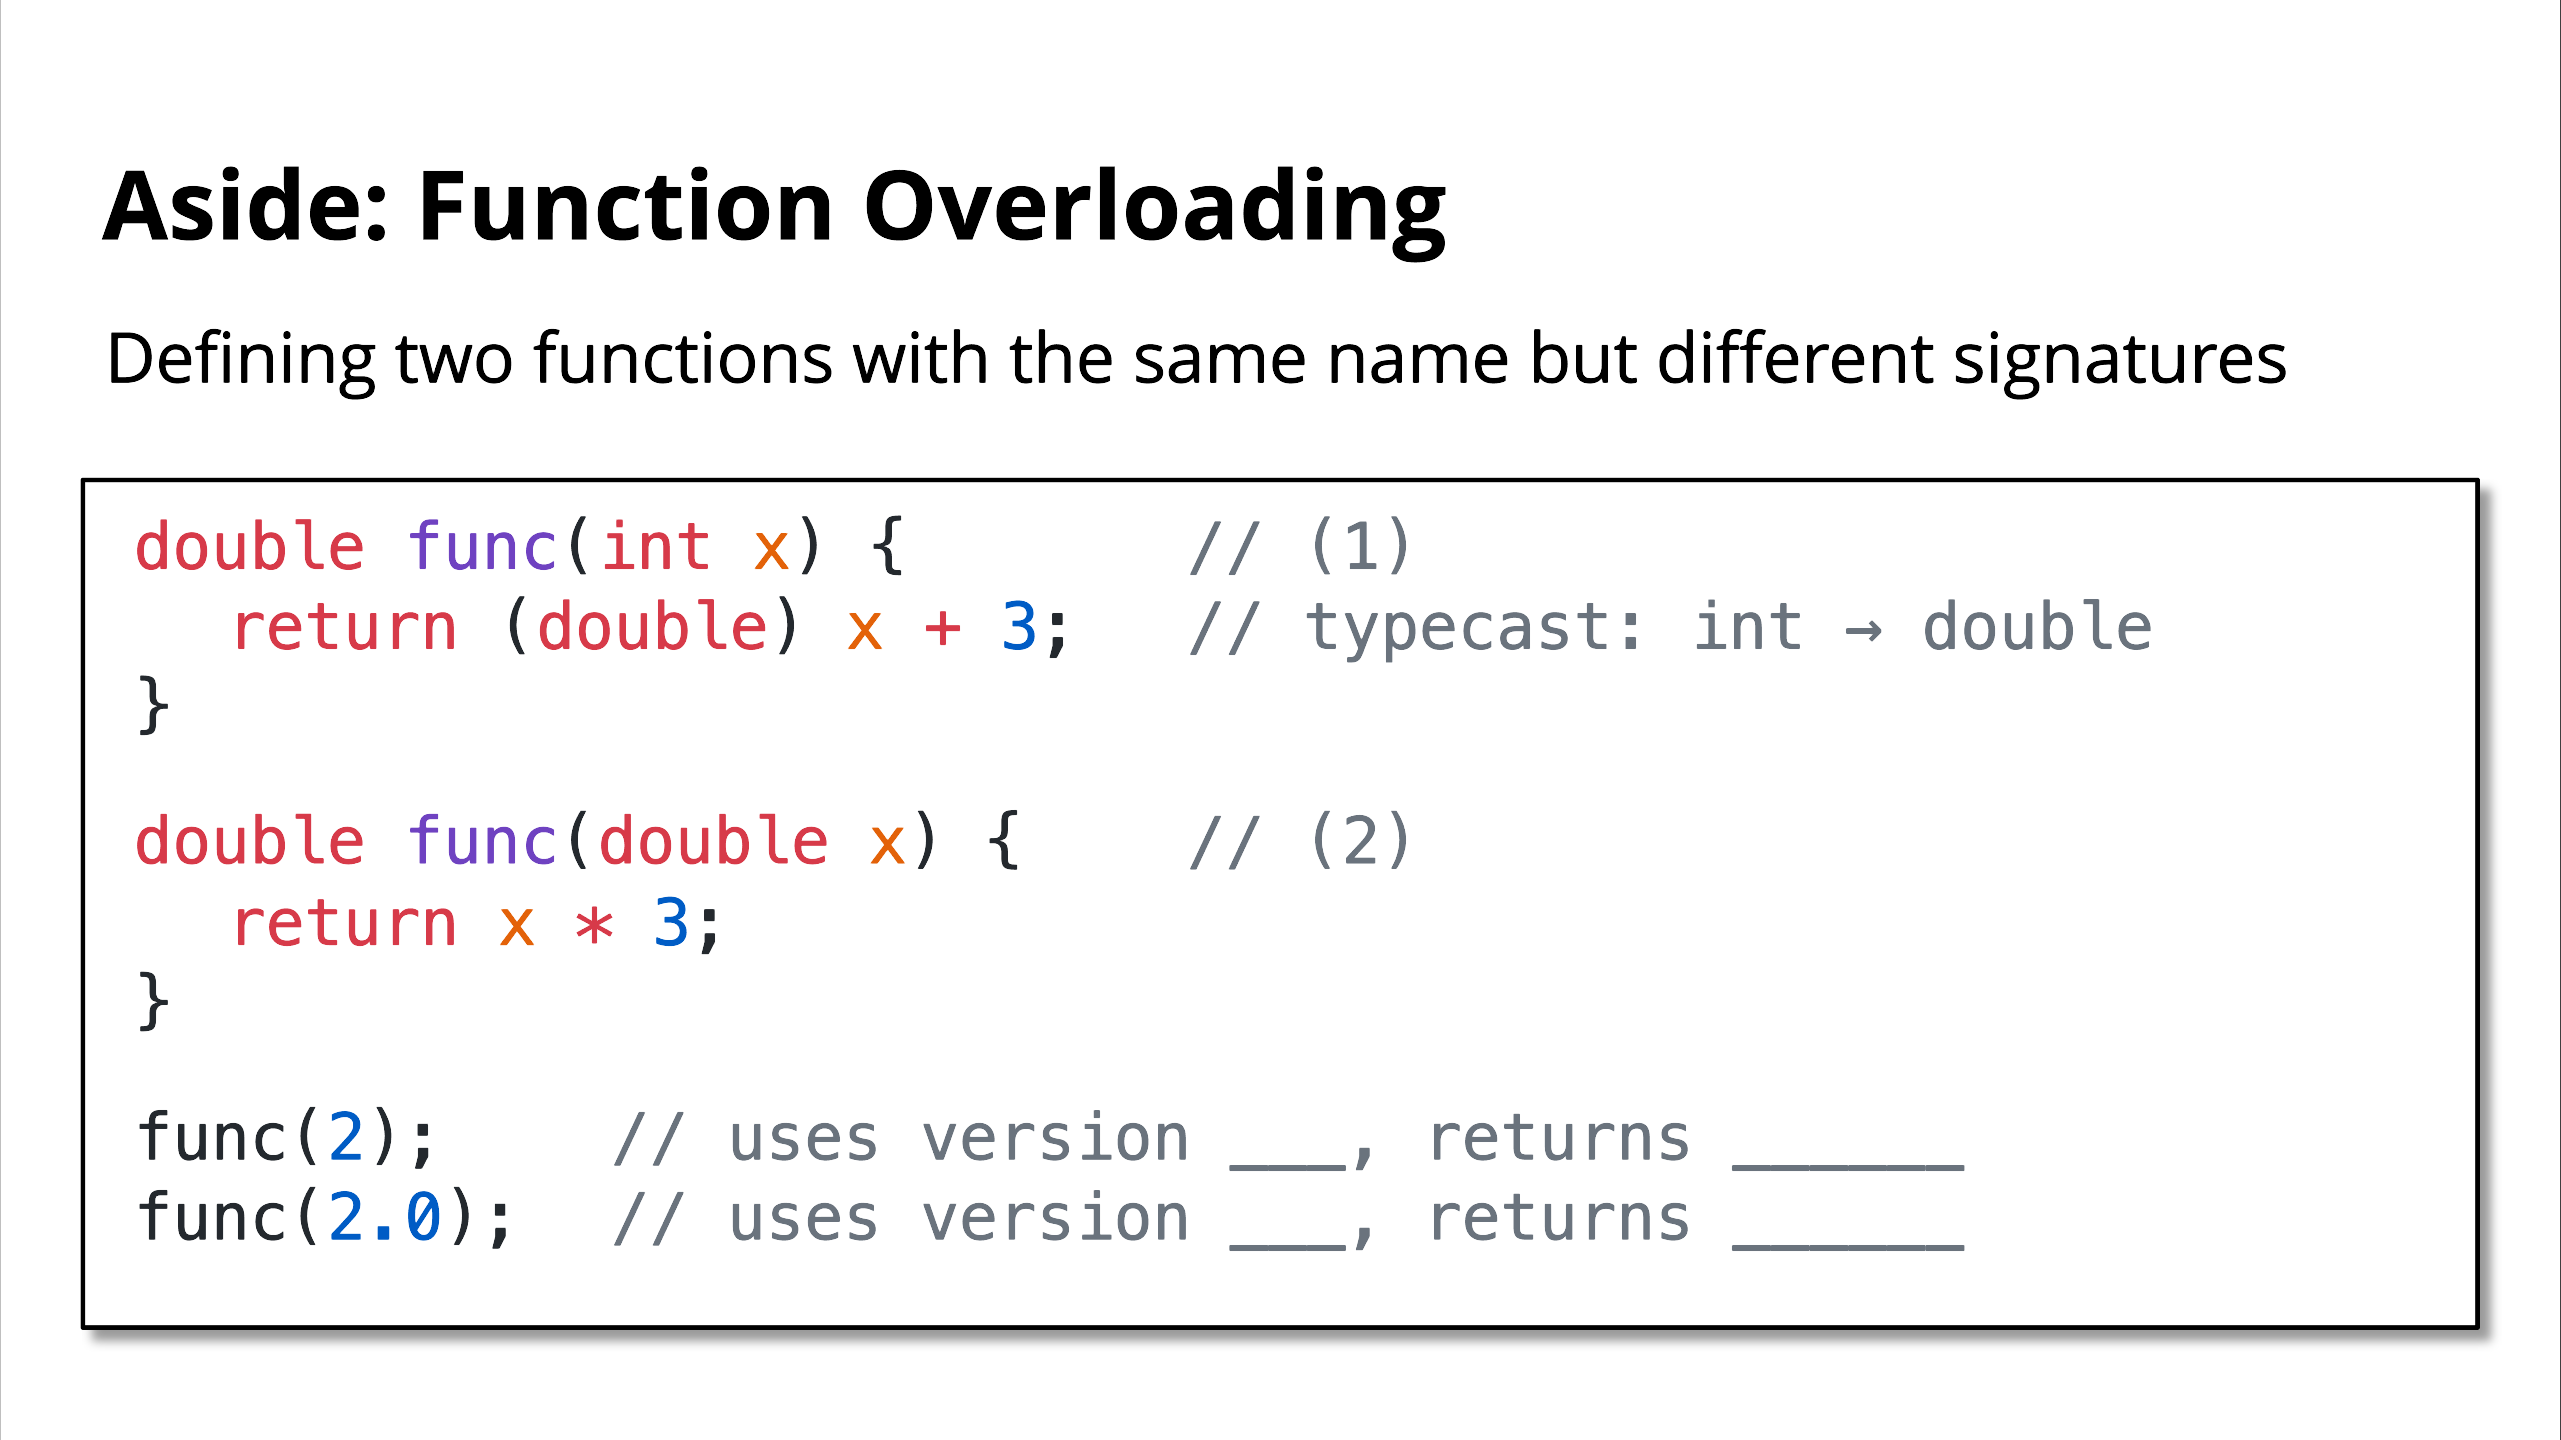 Aside: Function Overloading
Defining two functions with the same name but different signatures
double func(int x) {       // (1)
  return (double) x + 3;   // typecast: int → double
}
double func(double x) {    // (2)
  return x * 3;
}
func(2);    // uses version ___, returns ______
func(2.0);  // uses version ___, returns ______